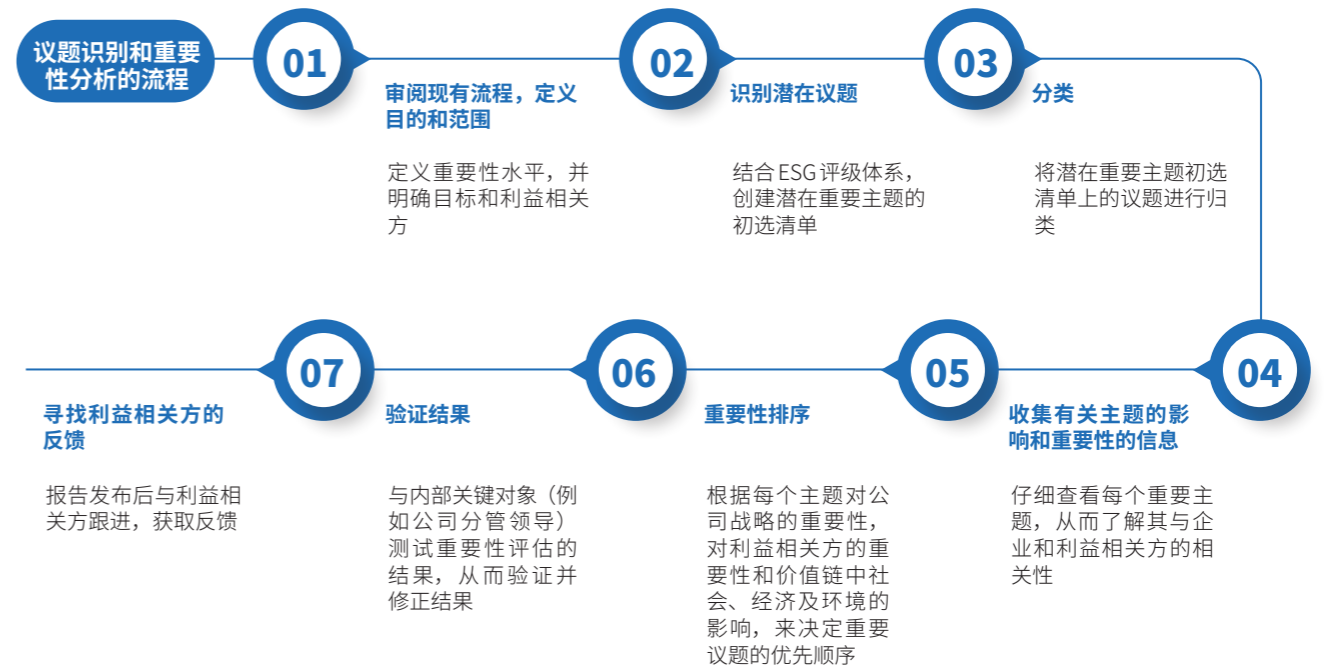 议题识别和重要
性分析的流程
01
审阅现有流程，定义
目的和范围
定义重要性水平，并
明确目标和利益相关
方
02
识别潜在议题
结合ESG评级体系，
创建潜在重要主题的
初选清单
03
分类
将潜在重要主题初选
清单上的议题进行归
类
04
收集有关主题的影
响和重要性的信息
仔细查看每个重要主
题，从而了解其与企
业和利益相关方的相
关性
05
重要性排序
根据每个主题对公
司战略的重要性，
对利益相关方的重
要性和价值链中社
会、经济及环境的
影响，来决定重要
议题的优先顺序
06
验证结果
与内部关键对象（例
如公司分管领导）
测试重要性评估的
结果，从而验证并
修正结果
07
寻找利益相关方的
反馈
报告发布后与利益相
关方跟进，获取反馈